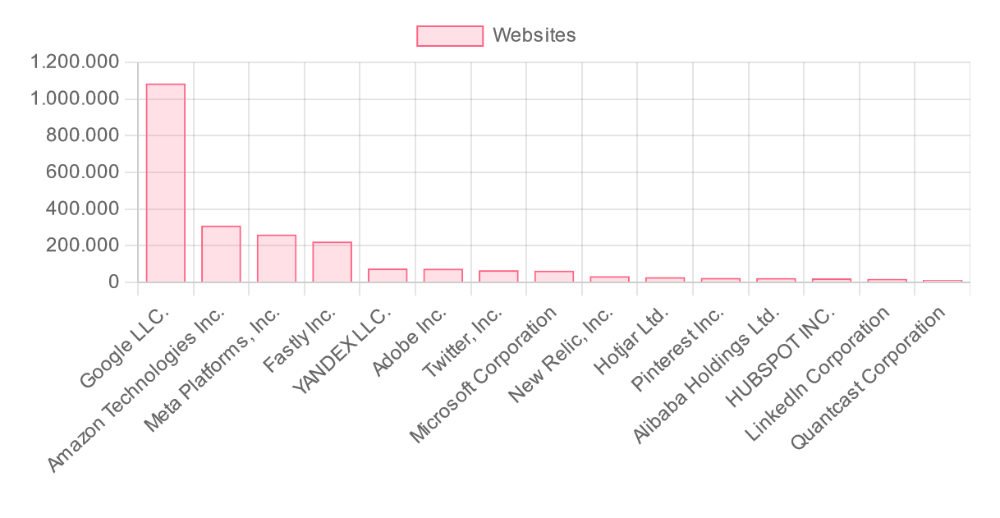 Websites
1.200.000
1.000.000
800.000
600.000
400.000
200.000
0
Google LLC.
Amazon Technologies Inc.
Meta Platforms, Inc.
Fastly Inc.
YANDEX LLC.
Adobe Inc.
Twitter, Inc.
Microsoft Corporation
New Relic, Inc.
Hotjar Ltd.
Pinterest Inc.
Alibaba Holdings Ltd.
HUBSPOT INC.
LinkedIn Corporation
Quantcast Corporation